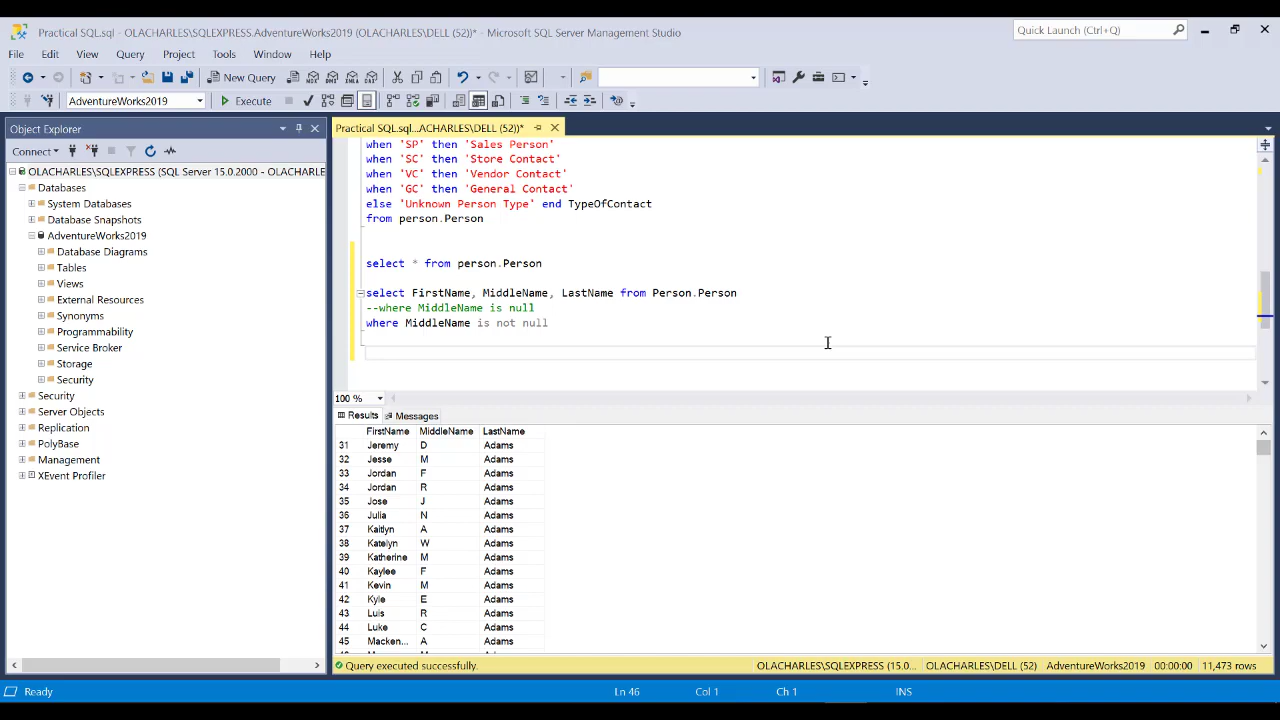 Practical SQL.sql - OLACHARLES\SQLEXPRESS.AdventureWorks2019 (OLACHARLES\DELL (52))* - Microsoft SQL Server Management Studio
Quick Launch (Ctrl+Q)
File Edit View Query Project Tools Window Help
New Query
AdventureWorks2019 Execute
Object Explorer
Connect
OLACHARLES\SQLEXPRESS (SQL Server 15.0.2000 - OLACHARLE
Databases
System Databases
Database Snapshots
AdventureWorks2019
Database Diagrams
Tables
Views
External Resources
Synonyms
Programmability
Service Broker
Storage
Security
Security
Server Objects
Replication
PolyBase
Management
XEvent Profiler
Practical SQL.sql...ACHARLES\DELL (52))*
when 'SP' then 'Sales Person'
when 'SC' then 'Store Contact'
when 'VC' then 'Vendor Contact'
when 'GC' then 'General Contact'
else 'Unknown Person Type' end TypeOfContact
from person.Person
select * from person.Person
select FirstName, MiddleName, LastName from Person.Person
--where MiddleName is null
where MiddleName is not null
100 %
Results Messages
FirstName MiddleName LastName
31 Jeremy D Adams
32 Jesse M Adams
33 Jordan F Adams
34 Jordan R Adams
35 Jose J Adams
36 Julia N Adams
37 Kaitlyn A Adams
38 Katelyn W Adams
39 Katherine M Adams
40 Kaylee F Adams
41 Kevin M Adams
42 Kyle E Adams
43 Luis R Adams
44 Luke C Adams
45 Macken... A Adams
Query executed successfully. OLACHARLES\SQLEXPRESS (15.0... OLACHARLES\DELL (52) AdventureWorks2019 00:00:00 11,473 rows
Ready Ln 46 Col 1 Ch 1 INS